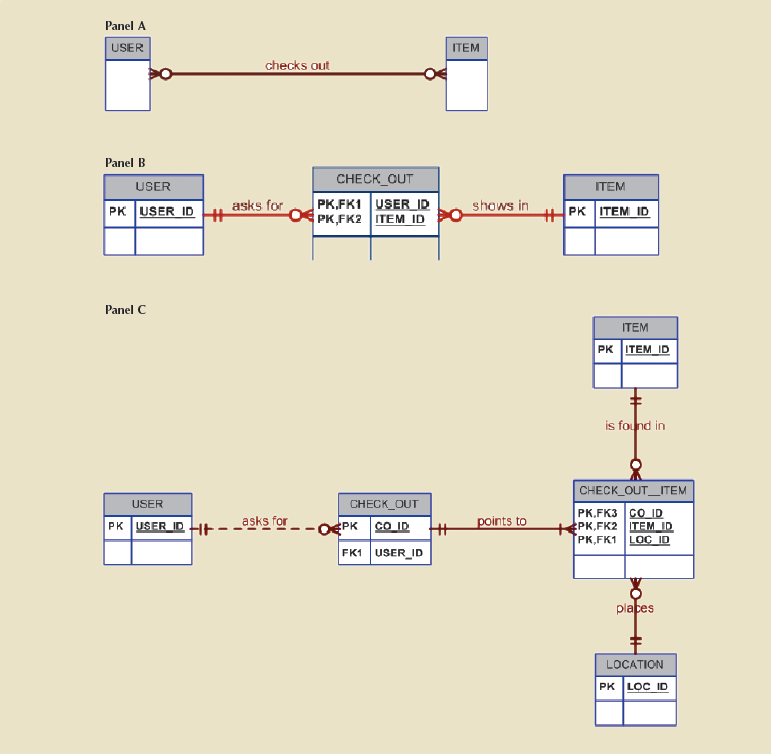 Panel A
USER
ITEM
checks out
Panel B
USER
CHECK_OUT
ITEM
PK USER_ID
asks for
PK,FK1 USER_ID
PK,FK2 ITEM_ID
shows in
PK ITEM_ID
Panel C
ITEM
PK ITEM_ID
is found in
USER
PK USER_ID
asks for
CHECK_OUT
PK CO_ID
FK1 USER_ID
points to
CHECK_OUT__ITEM
PK,FK3 CO_ID
PK,FK2 ITEM_ID
PK,FK1 LOC_ID
places
LOCATION
PK LOC_ID